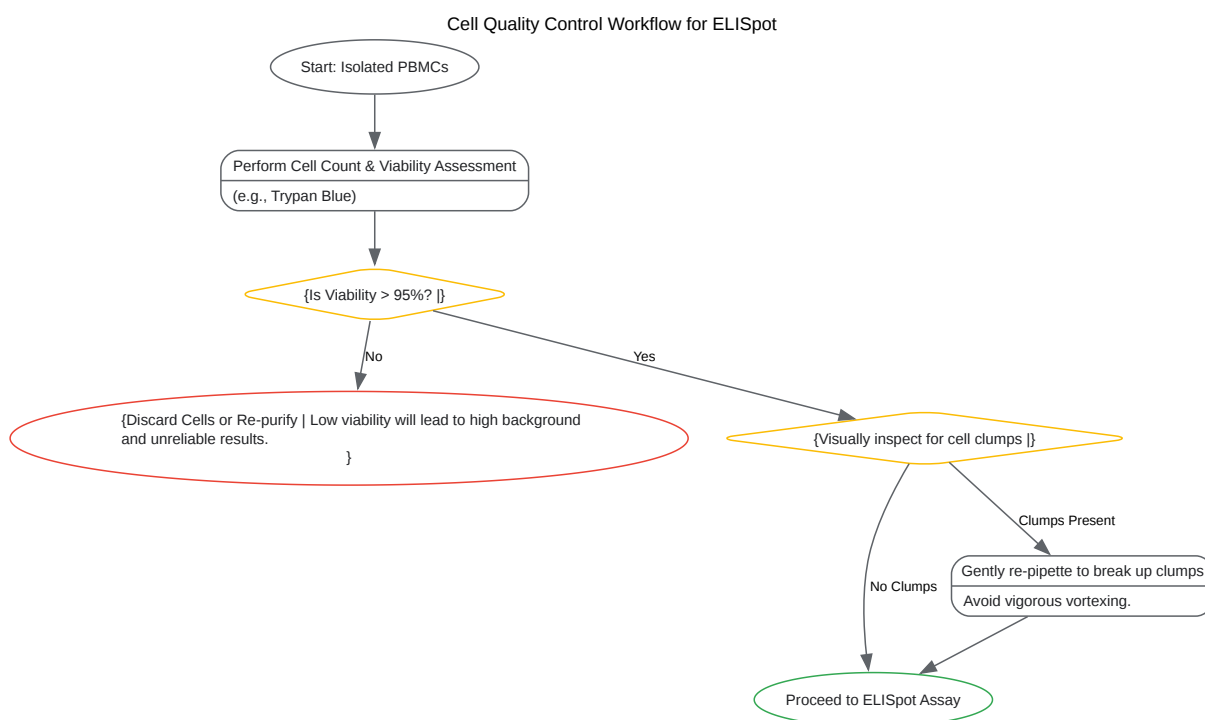 Cell Quality Control Workflow for ELISpot
Start: Isolated PBMCs
Perform Cell Count & Viability Assessment
(e.g., Trypan Blue)
{Is Viability > 95%? |}
No
Yes
{Discard Cells or Re-purify | Low viability will lead to high background
and unreliable results.
}
{Visually inspect for cell clumps |}
Clumps Present
No Clumps
Gently re-pipette to break up clumps
Avoid vigorous vortexing.
Proceed to ELISpot Assay